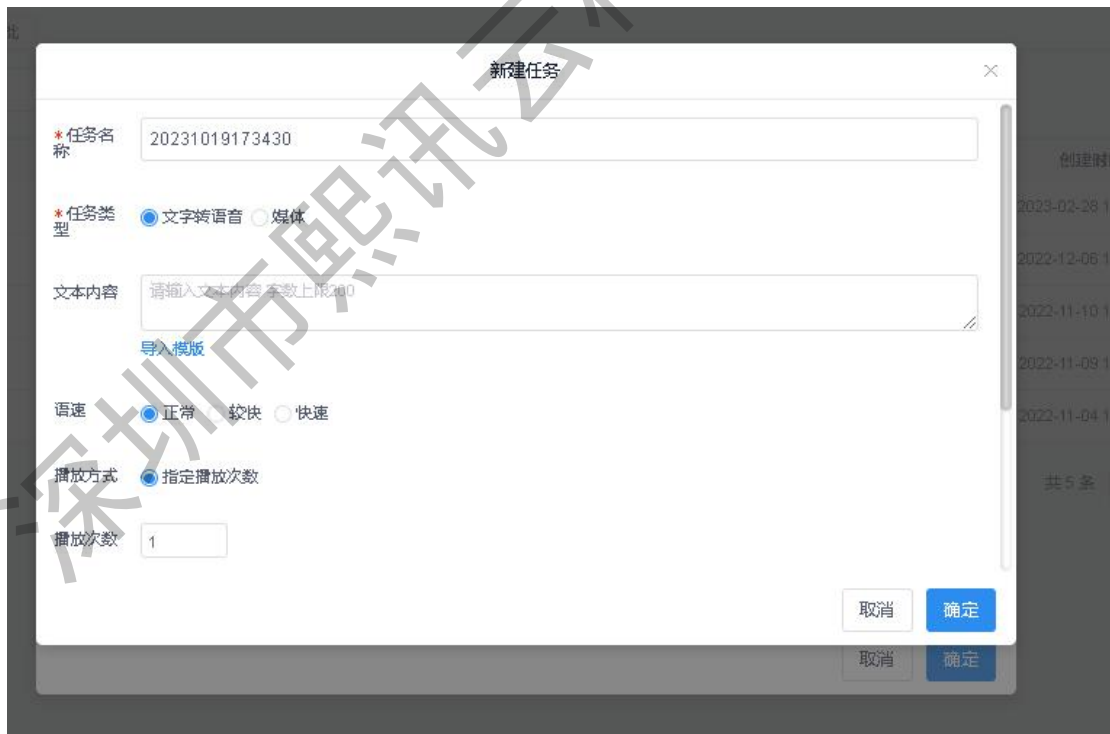 新建任务
*任务名称
20231019173430
*任务类型
文字转语音 媒体
文本内容
请输入文本内容 字数上限200
导入模版
语速
正常 较快 快速
播放方式
指定播放次数
播放次数
1
取消 确定
取消 确定
创建时
2023-02-28 1
2022-12-06 1
2022-11-10 1
2022-11-09 1
2022-11-04 1
共 5 条
深圳市熙讯云